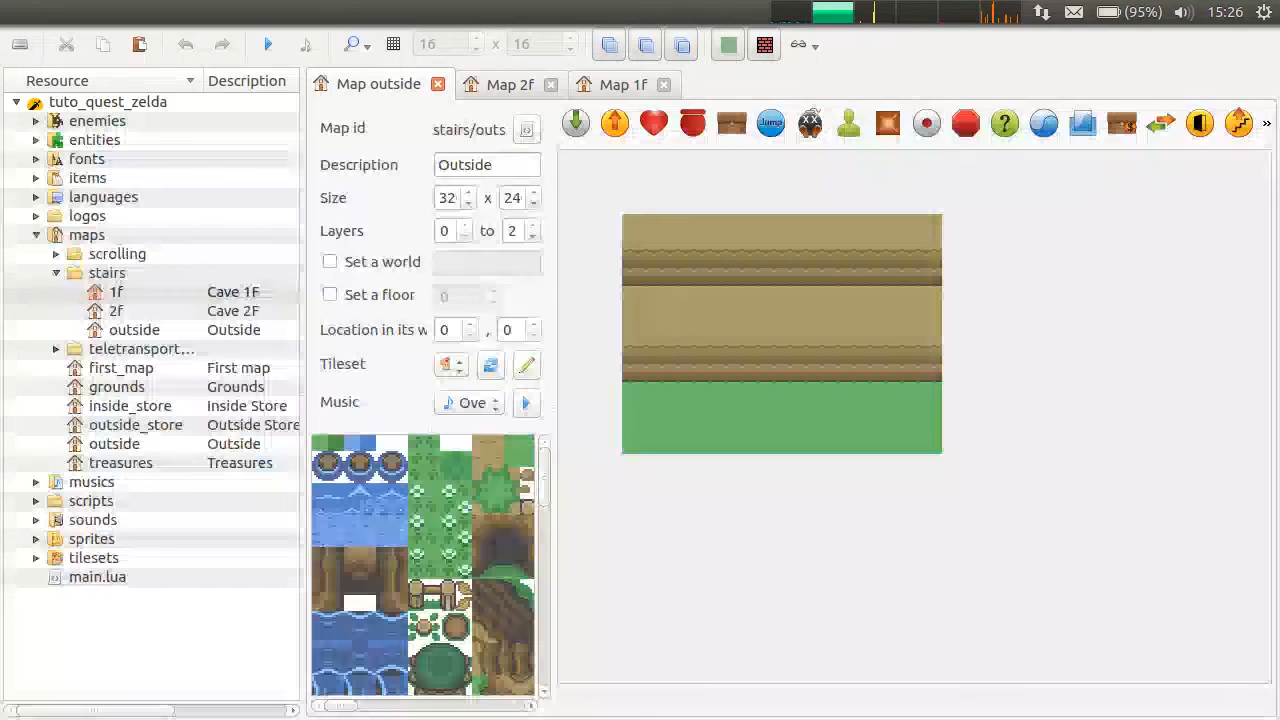 (95%) 15:26
16 x 16
Resource Description
Map outside Map 2f Map 1f
tuto_quest_zelda
enemies
entities
fonts
items
languages
logos
maps
scrolling
stairs
1f Cave 1F
2f Cave 2F
outside Outside
teletransport...
first_map First map
grounds Grounds
inside_store Inside Store
outside_store Outside Store
outside Outside
treasures Treasures
musics
scripts
sounds
sprites
tilesets
main.lua
Map id stairs/outs
Description Outside
Size 32 x 24
Layers 0 to 2
Set a world
Set a floor 0
Location in its w 0 , 0
Tileset
Music Ove
Jump
?
»